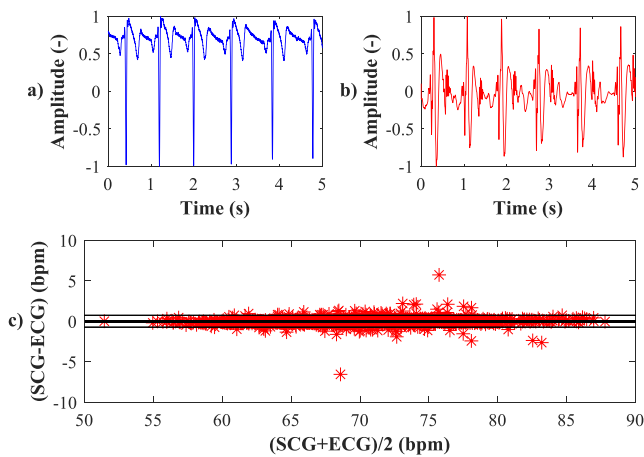 a)
Amplitude (-)
1
0.5
0
-0.5
-1
0 1 2 3 4 5
Time (s)
b)
Amplitude (-)
1
0.5
0
-0.5
-1
0 1 2 3 4 5
Time (s)
c)
(SCG-ECG) (bpm)
10
5
0
-5
-10
50 55 60 65 70 75 80 85 90
(SCG+ECG)/2 (bpm)